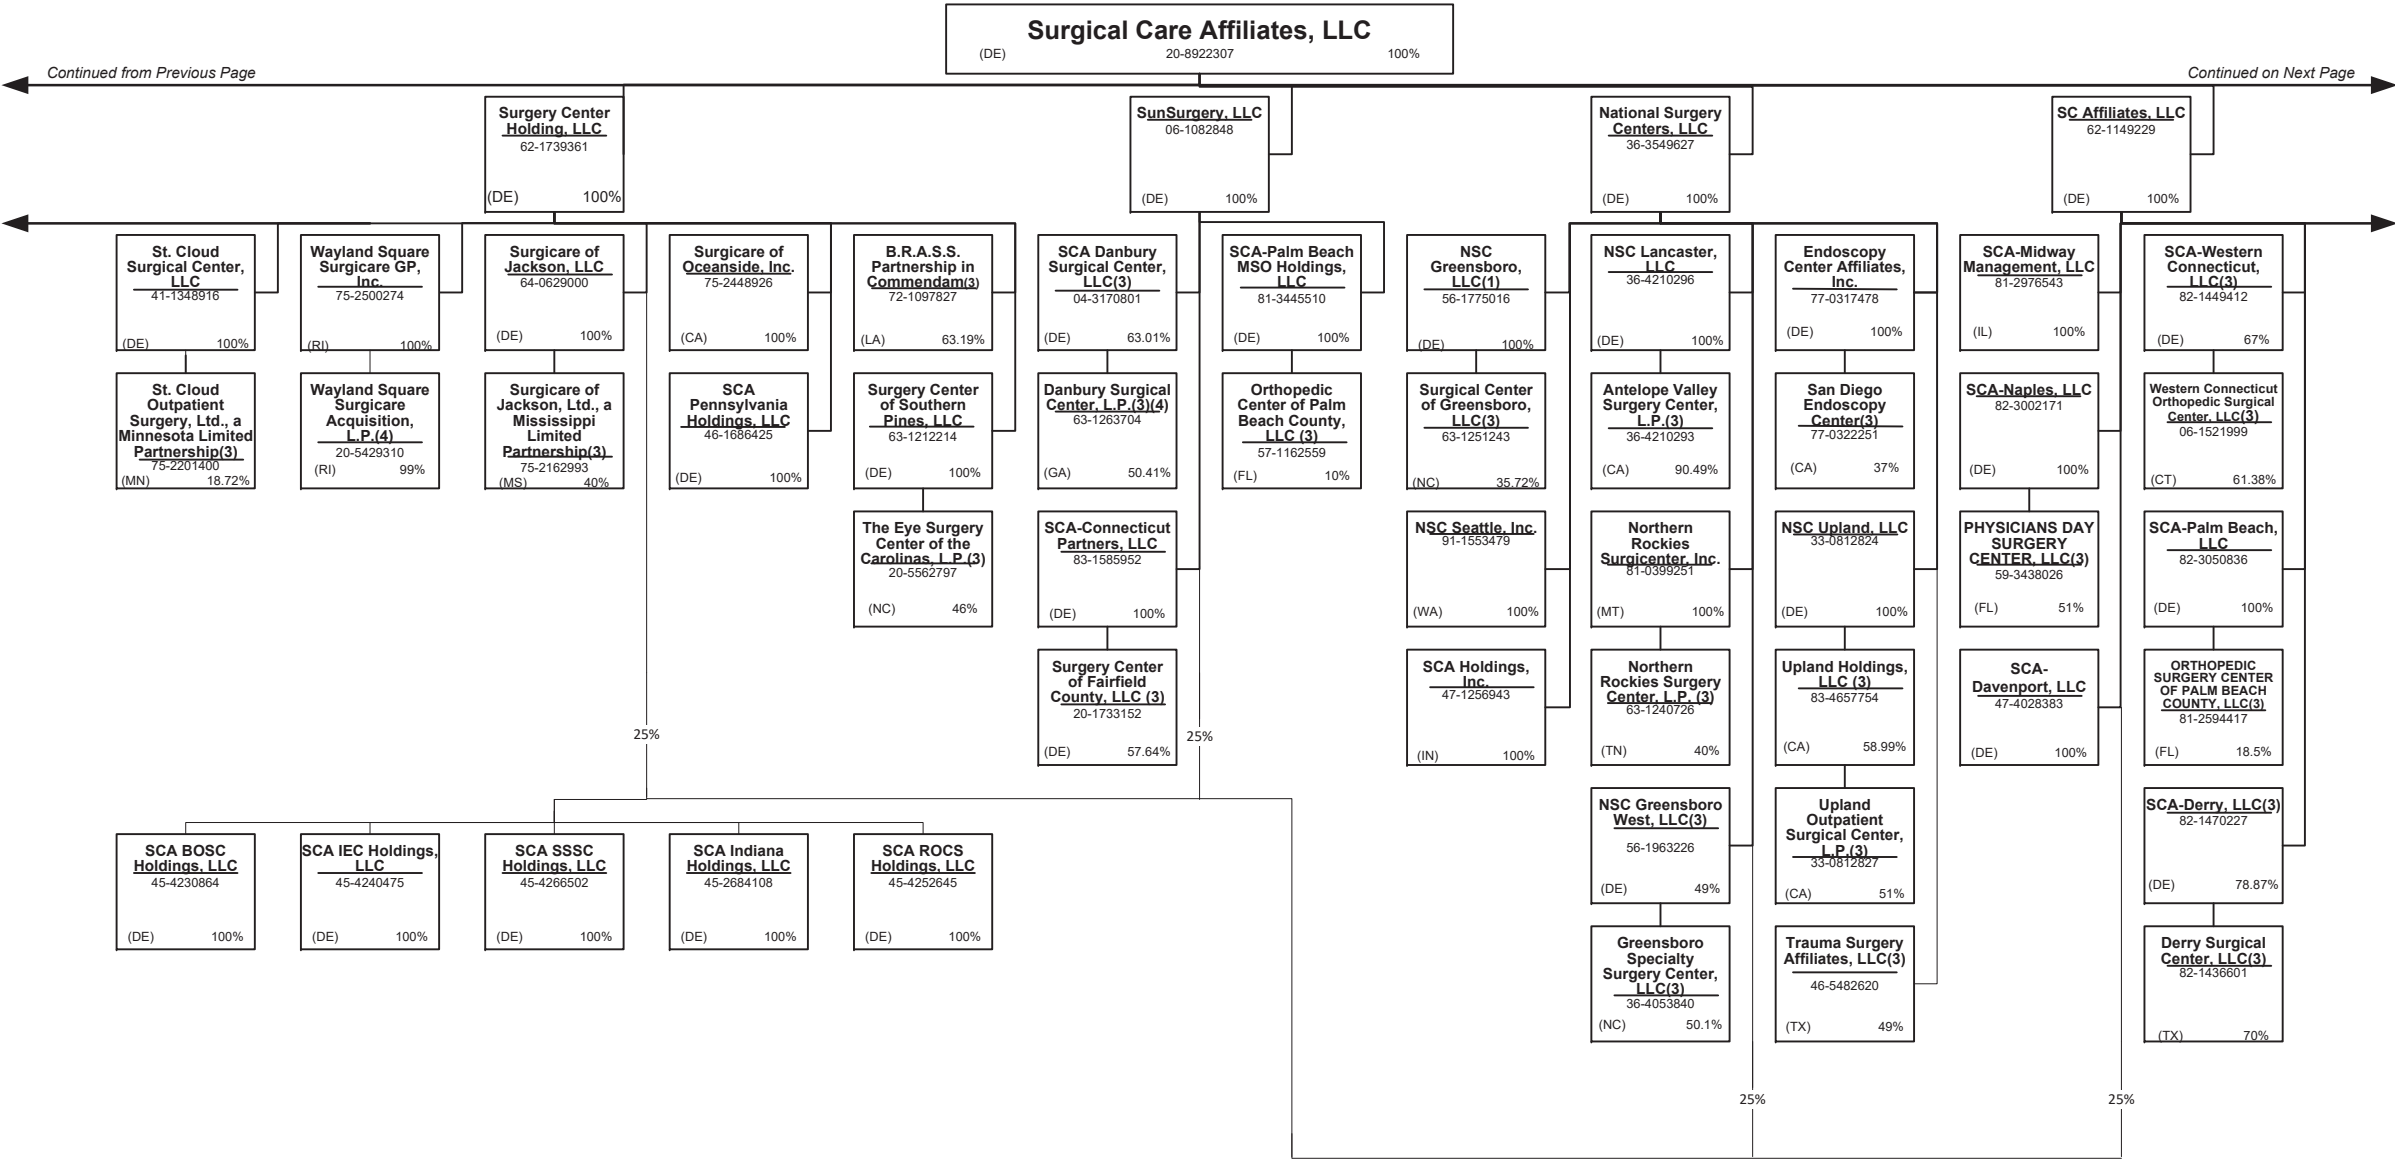 Surgical Care Affiliates, LLC
(DE) 20-8922307 100%
Continued from Previous Page
Continued on Next Page
Surgery Center
Holding, LLC
62-1739361
(DE) 100%
SunSurgery, LLC
06-1082848
(DE) 100%
National Surgery
Centers, LLC
36-3549627
(DE) 100%
SC Affiliates, LLC
62-1149229
(DE) 100%
St. Cloud
Surgical Center,
LLC
41-1348916
(DE) 100%
Wayland Square
Surgicare GP,
Inc.
75-2500274
(RI) 100%
Surgicare of
Jackson, LLC
64-0629000
(DE) 100%
Surgicare of
Oceanside, Inc.
75-2448926
(CA) 100%
B.R.A.S.S.
Partnership in
Commendam(3)
72-1097827
(LA) 63.19%
SCA Danbury
Surgical Center,
LLC(3)
04-3170801
(DE) 63.01%
SCA-Palm Beach
MSO Holdings,
LLC
81-3445510
(DE) 100%
NSC
Greensboro,
LLC(1)
56-1775016
(DE) 100%
NSC Lancaster,
LLC
36-4210296
(DE) 100%
Endoscopy
Center Affiliates,
Inc.
77-0317478
(DE) 100%
SCA-Midway
Management, LLC
81-2976543
(IL) 100%
SCA-Western
Connecticut,
LLC(3)
82-1449412
(DE) 67%
St. Cloud
Outpatient
Surgery, Ltd., a
Minnesota Limited
Partnership(3)
75-2201400
(MN) 18.72%
Wayland Square
Surgicare
Acquisition,
L.P.(4)
20-5429310
(RI) 99%
Surgicare of
Jackson, Ltd., a
Mississippi
Limited
Partnership(3)
75-2162993
(MS) 40%
SCA
Pennsylvania
Holdings, LLC
46-1686425
(DE) 100%
Surgery Center
of Southern
Pines, LLC
63-1212214
(DE) 100%
Danbury Surgical
Center, L.P.(3)(4)
63-1263704
(GA) 50.41%
Orthopedic
Center of Palm
Beach County,
LLC (3)
57-1162559
(FL) 10%
Surgical Center
of Greensboro,
LLC(3)
63-1251243
(NC) 35.72%
Antelope Valley
Surgery Center,
L.P.(3)
36-4210293
(CA) 90.49%
San Diego
Endoscopy
Center(3)
77-0322251
(CA) 37%
SCA-Naples, LLC
82-3002171
(DE) 100%
Western Connecticut
Orthopedic Surgical
Center, LLC(3)
06-1521999
(CT) 61.38%
The Eye Surgery
Center of the
Carolinas, L.P.(3)
20-5562797
(NC) 46%
SCA-Connecticut
Partners, LLC
83-1585952
(DE) 100%
NSC Seattle, Inc.
91-1553479
(WA) 100%
Northern
Rockies
Surgicenter, Inc.
81-0399251
(MT) 100%
NSC Upland, LLC
33-0812824
(DE) 100%
PHYSICIANS DAY
SURGERY
CENTER, LLC(3)
59-3438026
(FL) 51%
SCA-Palm Beach,
LLC
82-3050836
(DE) 100%
Surgery Center
of Fairfield
County, LLC (3)
20-1733152
(DE) 57.64%
SCA Holdings,
Inc.
47-1256943
(IN) 100%
Northern
Rockies Surgery
Center, L.P. (3)
63-1240726
(TN) 40%
Upland Holdings,
LLC (3)
83-4657754
(CA) 58.99%
SCA-
Davenport, LLC
47-4028383
(DE) 100%
ORTHOPEDIC
SURGERY CENTER
OF PALM BEACH
COUNTY, LLC(3)
81-2594417
(FL) 18.5%
25%
25%
NSC Greensboro
West, LLC(3)
56-1963226
(DE) 49%
Upland
Outpatient
Surgical Center,
L.P.(3)
33-0812827
(CA) 51%
SCA-Derry, LLC(3)
82-1470227
(DE) 78.87%
SCA BOSC
Holdings, LLC
45-4230864
(DE) 100%
SCA IEC Holdings,
LLC
45-4240475
(DE) 100%
SCA SSSC
Holdings, LLC
45-4266502
(DE) 100%
SCA Indiana
Holdings, LLC
45-2684108
(DE) 100%
SCA ROCS
Holdings, LLC
45-4252645
(DE) 100%
Greensboro
Specialty
Surgery Center,
LLC(3)
36-4053840
(NC) 50.1%
Trauma Surgery
Affiliates, LLC(3)
46-5482620
(TX) 49%
Derry Surgical
Center, LLC(3)
82-1436601
(TX) 70%
25%
25%